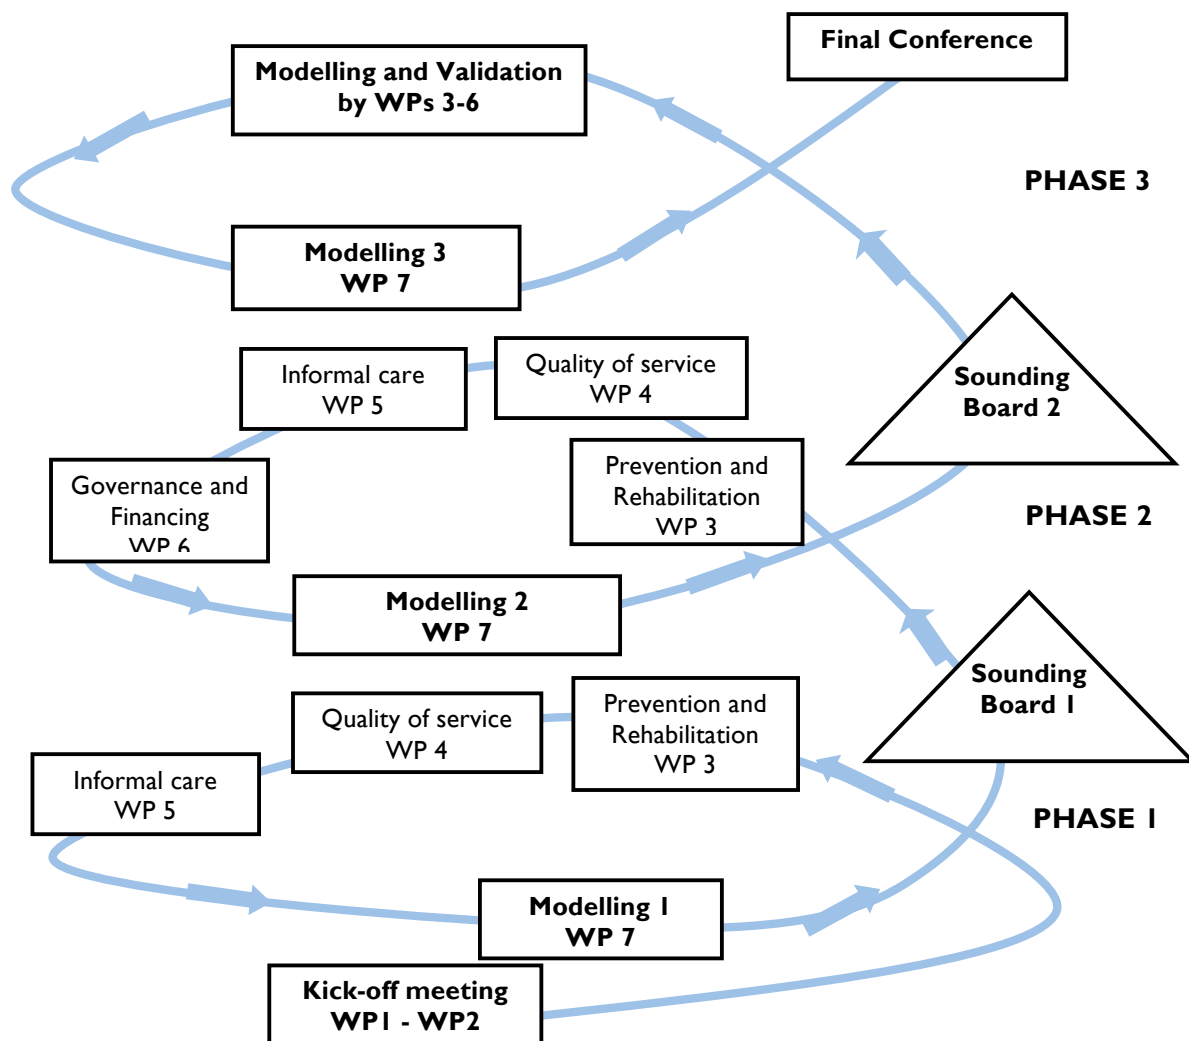 Final Conference
Modelling and Validation
by WPs 3-6
PHASE 3
Modelling 3
WP 7
Informal care
WP 5
Quality of service
WP 4
Sounding
Board 2
Prevention and
Rehabilitation
WP 3
Governance and
Financing
WP 6
PHASE 2
Modelling 2
WP 7
Sounding
Board 1
Prevention and
Rehabilitation
WP 3
Quality of service
WP 4
Informal care
WP 5
PHASE 1
Modelling 1
WP 7
Kick-off meeting
WP1 - WP2